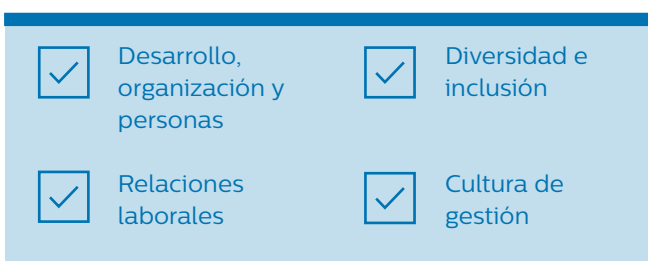 Desarrollo,
organización y
personas
Diversidad e
inclusión
Relaciones
laborales
Cultura de
gestión